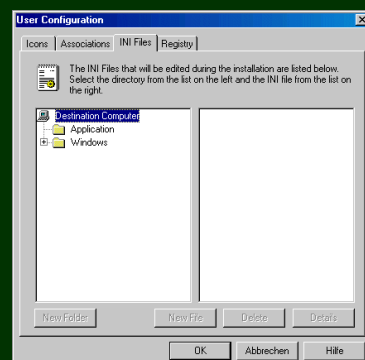 User Configuration
Icons
Associations
INI Files
Registry
The INI Files that will be edited during the installation are listed below.
Select the directory from the list on the left and the INI file from the list on
the right.
Destination Computer
Application
Windows
New Folder
New File
Delete
Details
OK
Abbrechen
Hilfe